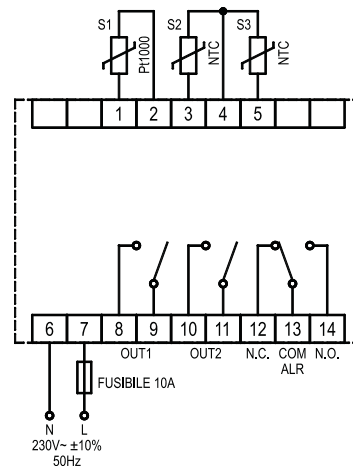 S1 S2 S3
Pt1000 NTC NTC
1 2 3 4 5
6 7 8 9 10 11 12 13 14
OUT1 OUT2 N.C. COM N.O.
ALR
FUSIBILE 10A
N L
230V~ ±10%
50Hz